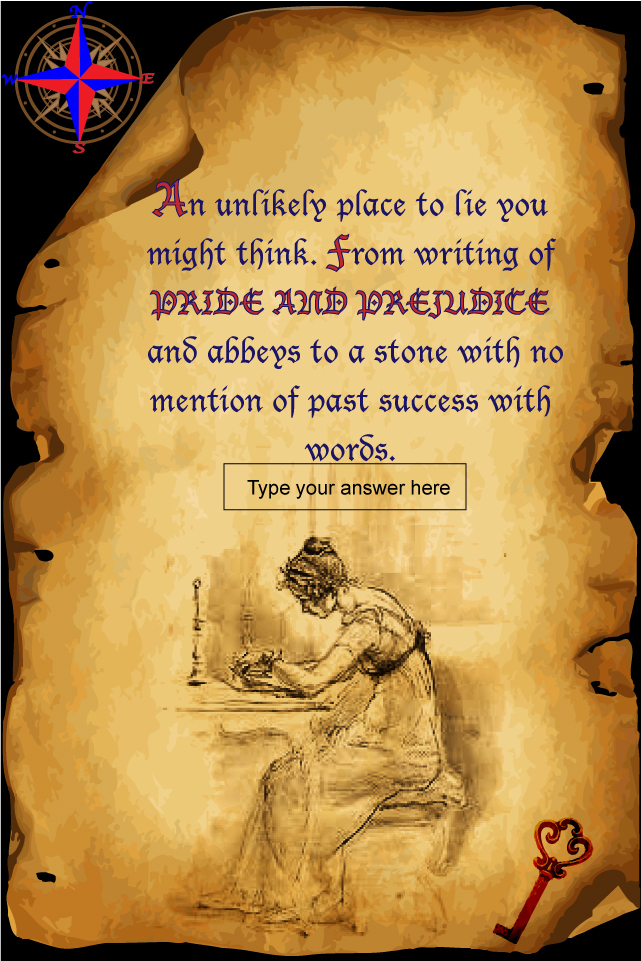 N
W E
S
An unlikely place to lie you
might think. From writing of
PRIDE AND PREJUDICE
and abbeys to a stone with no
mention of past success with
words.
Type your answer here